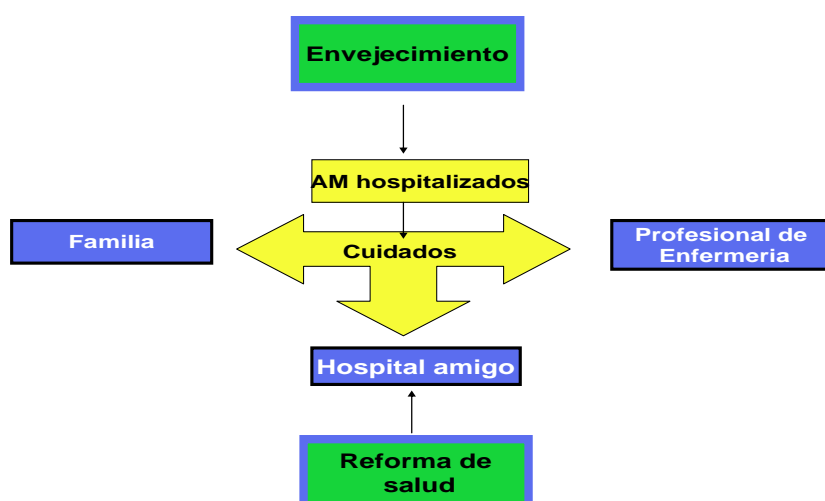 Envejecimiento
AM hospitalizados
Familia
Cuidados
Profesional de
Enfermeria
Hospital amigo
Reforma de
salud